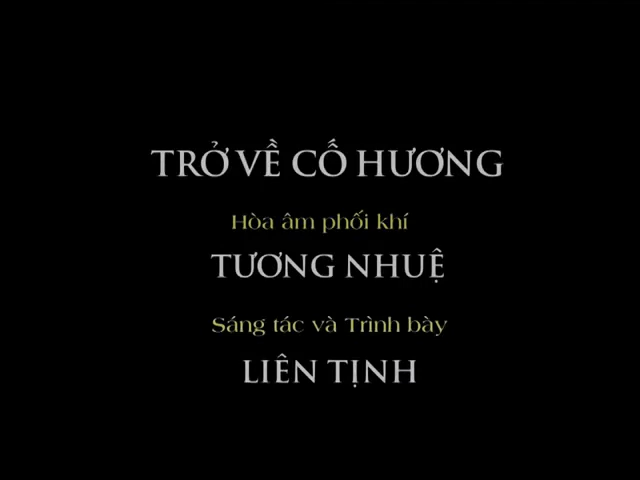 TRỞ VỀ CỐ HƯƠNG
Hòa âm phối khí
TƯƠNG NHUỆ
Sáng tác và Trình bày
LIÊN TỊNH